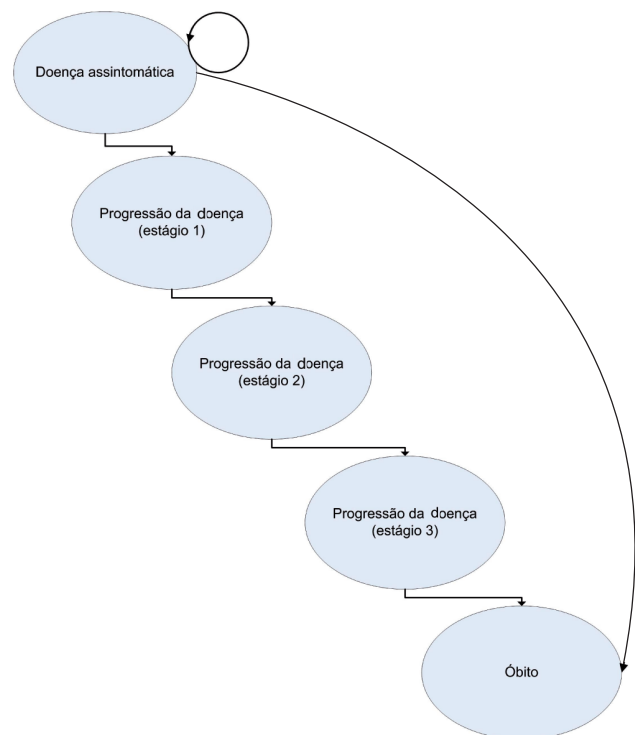 Doença assintomática
Progressão da doença
(estágio 1)
Progressão da doença
(estágio 2)
Progressão da doença
(estágio 3)
Óbito